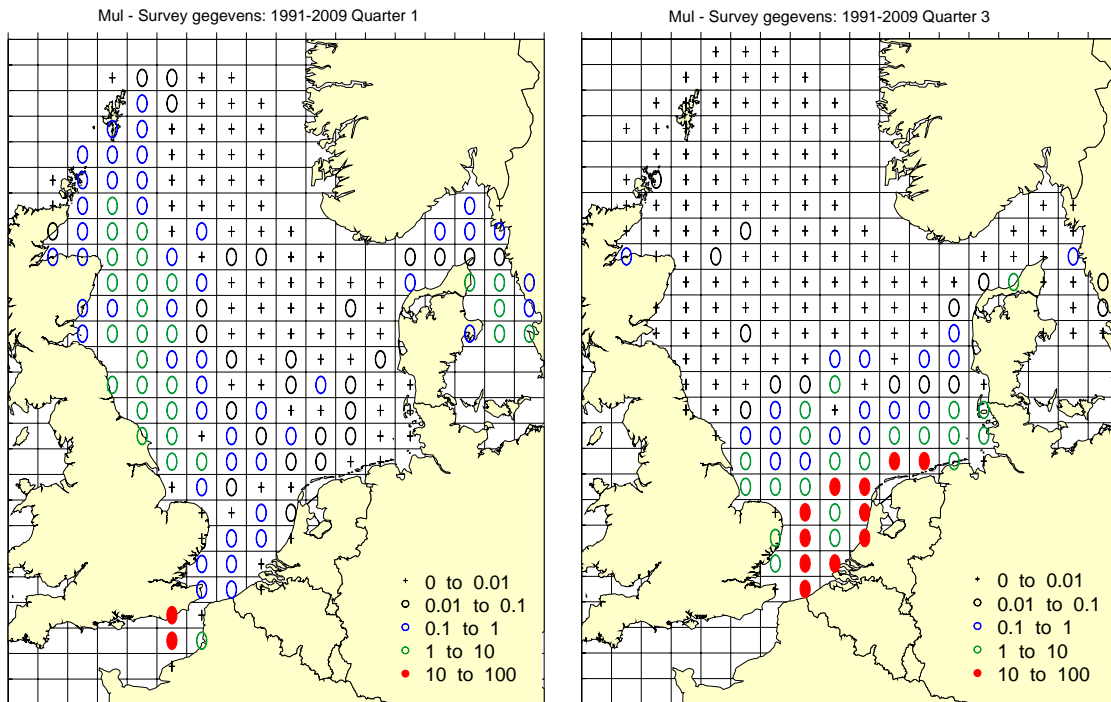 Mul - Survey gegevens: 1991-2009 Quarter 1
0 to 0.01
0.01 to 0.1
0.1 to 1
1 to 10
10 to 100
Mul - Survey gegevens: 1991-2009 Quarter 3
0 to 0.01
0.01 to 0.1
0.1 to 1
1 to 10
10 to 100